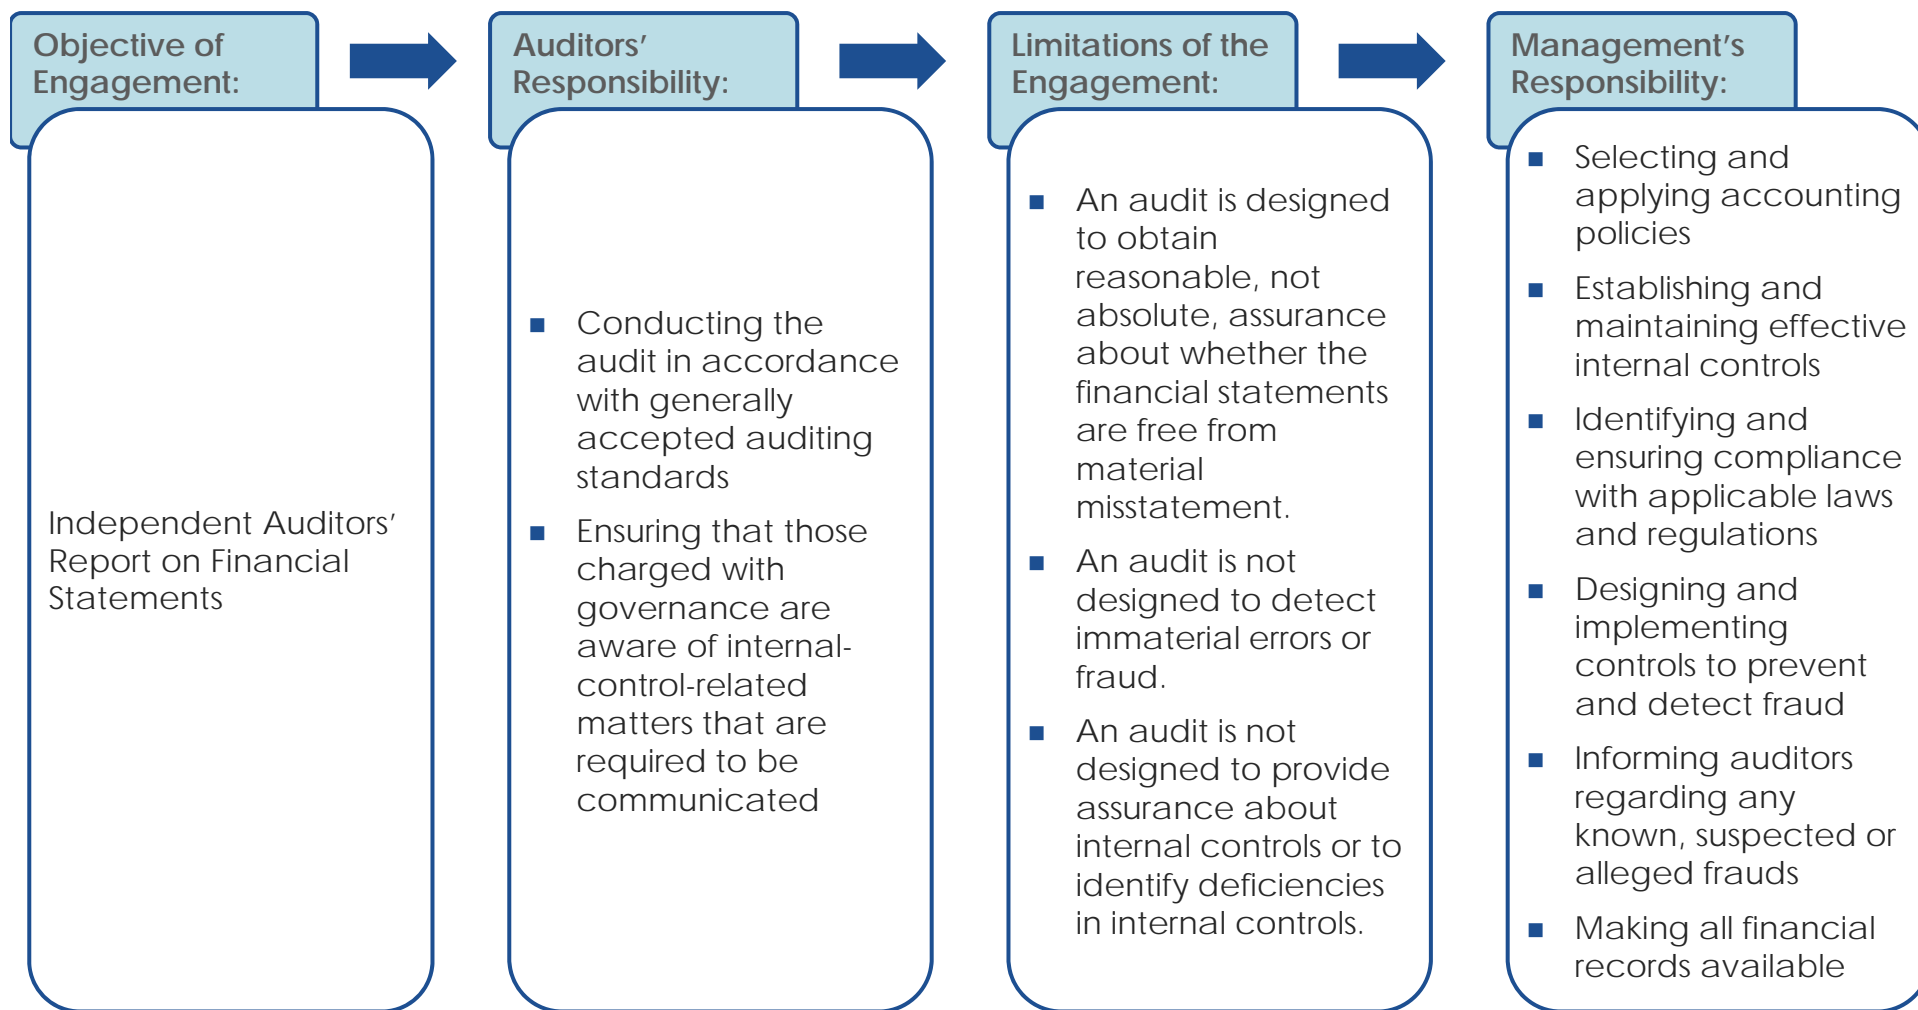 Objective of
Engagement:
Independent Auditors’
Report on Financial
Statements
Auditors’
Responsibility:
■ Conducting the
audit in accordance
with generally
accepted auditing
standards
■ Ensuring that those
charged with
governance are
aware of internal-
control-related
matters that are
required to be
communicated
Limitations of the
Engagement:
■ An audit is designed
to obtain
reasonable, not
absolute, assurance
about whether the
financial statements
are free from
material
misstatement.
■ An audit is not
designed to detect
immaterial errors or
fraud.
■ An audit is not
designed to provide
assurance about
internal controls or to
identify deficiencies
in internal controls.
Management’s
Responsibility:
■ Selecting and
applying accounting
policies
■ Establishing and
maintaining effective
internal controls
■ Identifying and
ensuring compliance
with applicable laws
and regulations
■ Designing and
implementing
controls to prevent
and detect fraud
■ Informing auditors
regarding any
known, suspected or
alleged frauds
■ Making all financial
records available